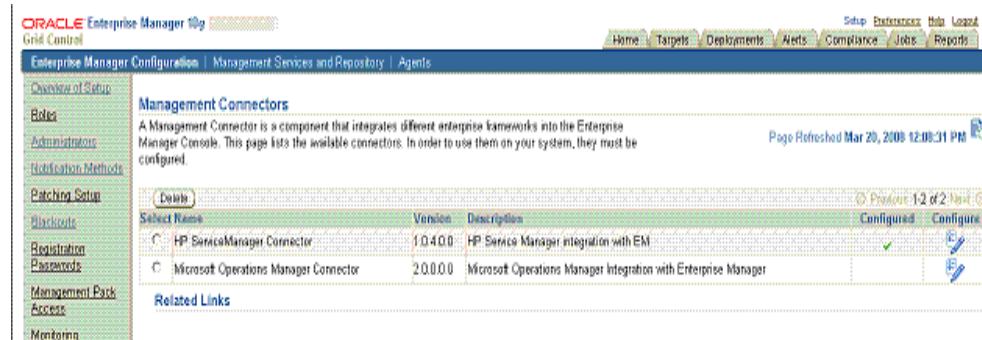 ORACLE Enterprise Manager 10g
Grid Control
Setup Preferences Help Logout
Home Targets Deployments Alerts Compliance Jobs Reports
Enterprise Manager Configuration | Management Services and Repository | Agents
Overview of Setup
Roles
Administrators
Notification Methods
Patching Setup
Blackouts
Registration
Passwords
Management Pack
Access
Monitoring
Management Connectors
A Management Connector is a component that integrates different enterprise frameworks into the Enterprise
Manager Console. This page lists the available connectors. In order to use them on your system, they must be
configured.
Page Refreshed Mar 20, 2008 12:08:31 PM
Delete
Previous 1-2 of 2 Next
Select Name Version Description Configured Configure
HP ServiceManager Connector 1.0.4.0.0 HP Service Manager integration with EM
Microsoft Operations Manager Connector 2.0.0.0.0 Microsoft Operations Manager Integration with Enterprise Manager
Related Links